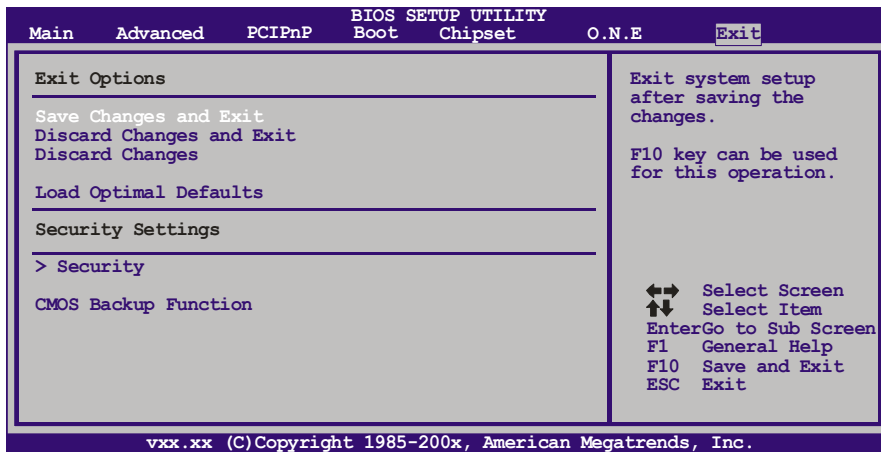 BIOS SETUP UTILITY
Main Advanced PCIPnP Boot Chipset O.N.E Exit
Exit Options
Save Changes and Exit
Discard Changes and Exit
Discard Changes
Load Optimal Defaults
Security Settings
> Security
CMOS Backup Function
Exit system setup
after saving the
changes.
F10 key can be used
for this operation.
Select Screen
Select Item
EnterGo to Sub Screen
F1 General Help
F10 Save and Exit
ESC Exit
vxx.xx (C)Copyright 1985-200x, American Megatrends, Inc.